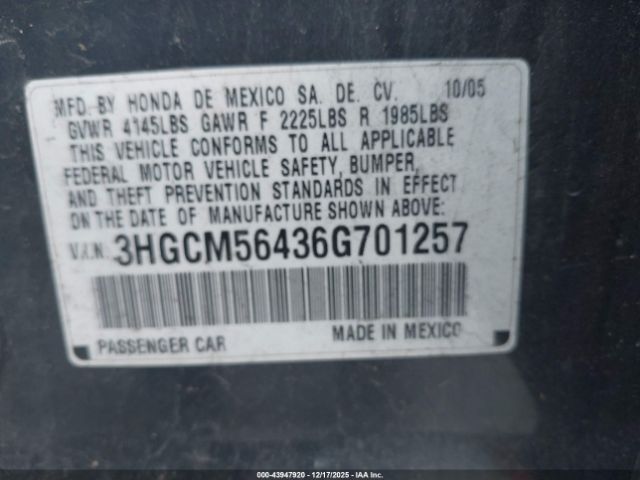 MFD. BY HONDA DE MEXICO SA. DE. CV. 10/05
GVWR 4145LBS GAWR F 2225LBS R 1985LBS
THIS VEHICLE CONFORMS TO ALL APPLICABLE
FEDERAL MOTOR VEHICLE SAFETY, BUMPER,
AND THEFT PREVENTION STANDARDS IN EFFECT
ON THE DATE OF MANUFACTURE SHOWN ABOVE:
V.I.N. 3HGCM56436G701257
PASSENGER CAR MADE IN MEXICO
000-43947920 - 12/17/2025 - IAA Inc.